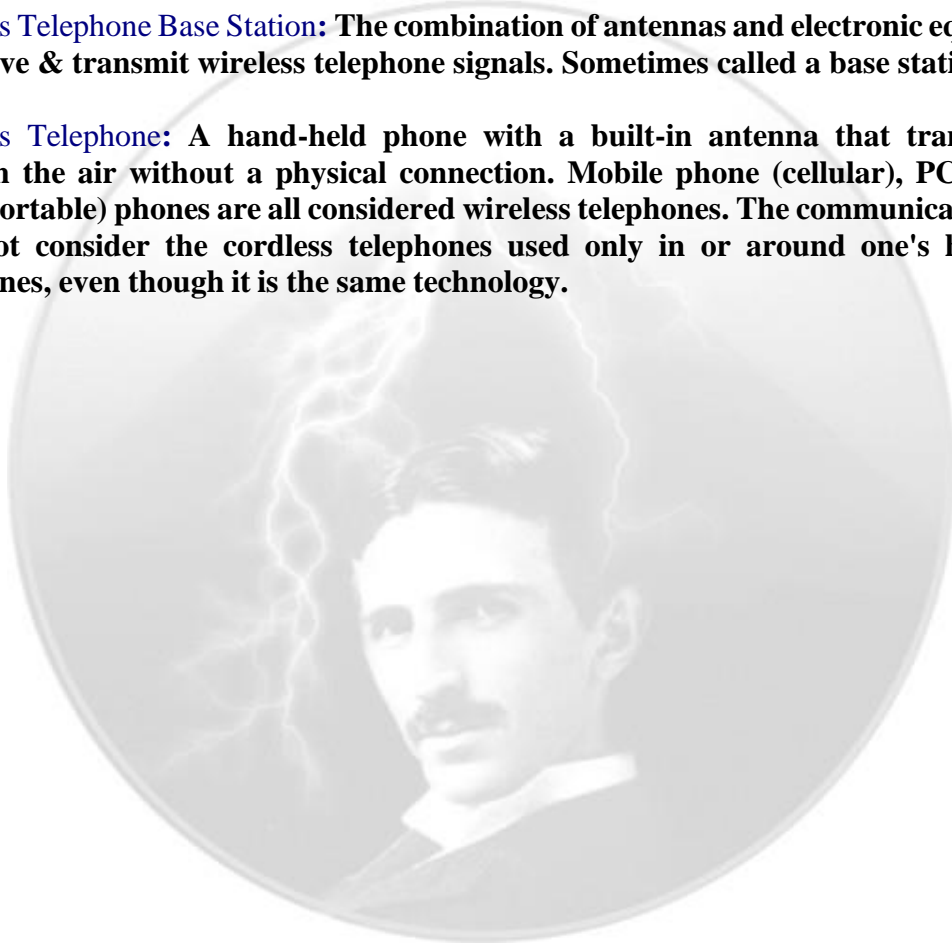 s Telephone Base Station: The combination of antennas and electronic eq
ve & transmit wireless telephone signals. Sometimes called a base stati
s Telephone: A hand-held phone with a built-in antenna that tran
the air without a physical connection. Mobile phone (cellular), PC
ortable) phones are all considered wireless telephones. The communica
ot consider the cordless telephones used only in or around one's
nes, even though it is the same technology.